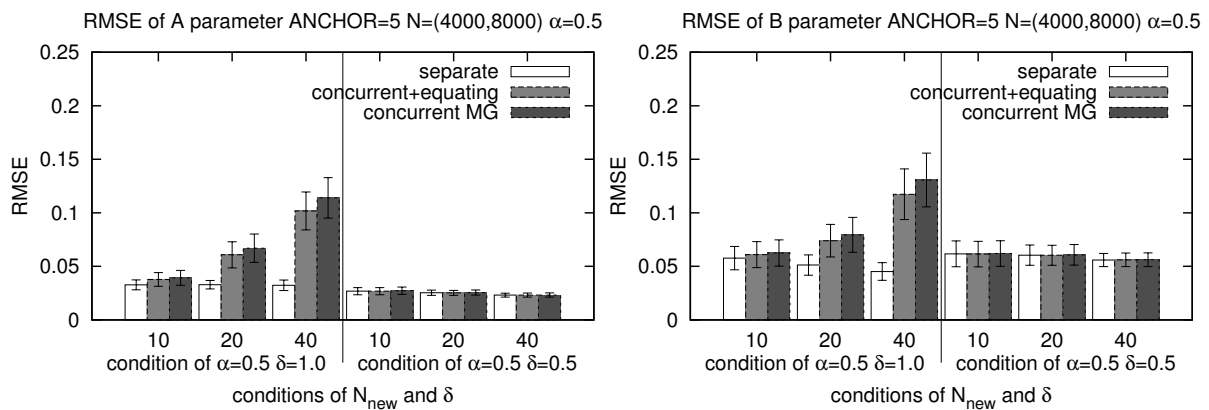 RMSE of A parameter ANCHOR=5 N=(4000,8000) α=0.5
0.25
0.2
0.15
0.1
0.05
0
RMSE
separate
concurrent+equating
concurrent MG
10 20 40 10 20 40
condition of α=0.5 δ=1.0 condition of α=0.5 δ=0.5
conditions of Nnew and δ
RMSE of B parameter ANCHOR=5 N=(4000,8000) α=0.5
0.25
0.2
0.15
0.1
0.05
0
RMSE
separate
concurrent+equating
concurrent MG
10 20 40 10 20 40
condition of α=0.5 δ=1.0 condition of α=0.5 δ=0.5
conditions of Nnew and δ